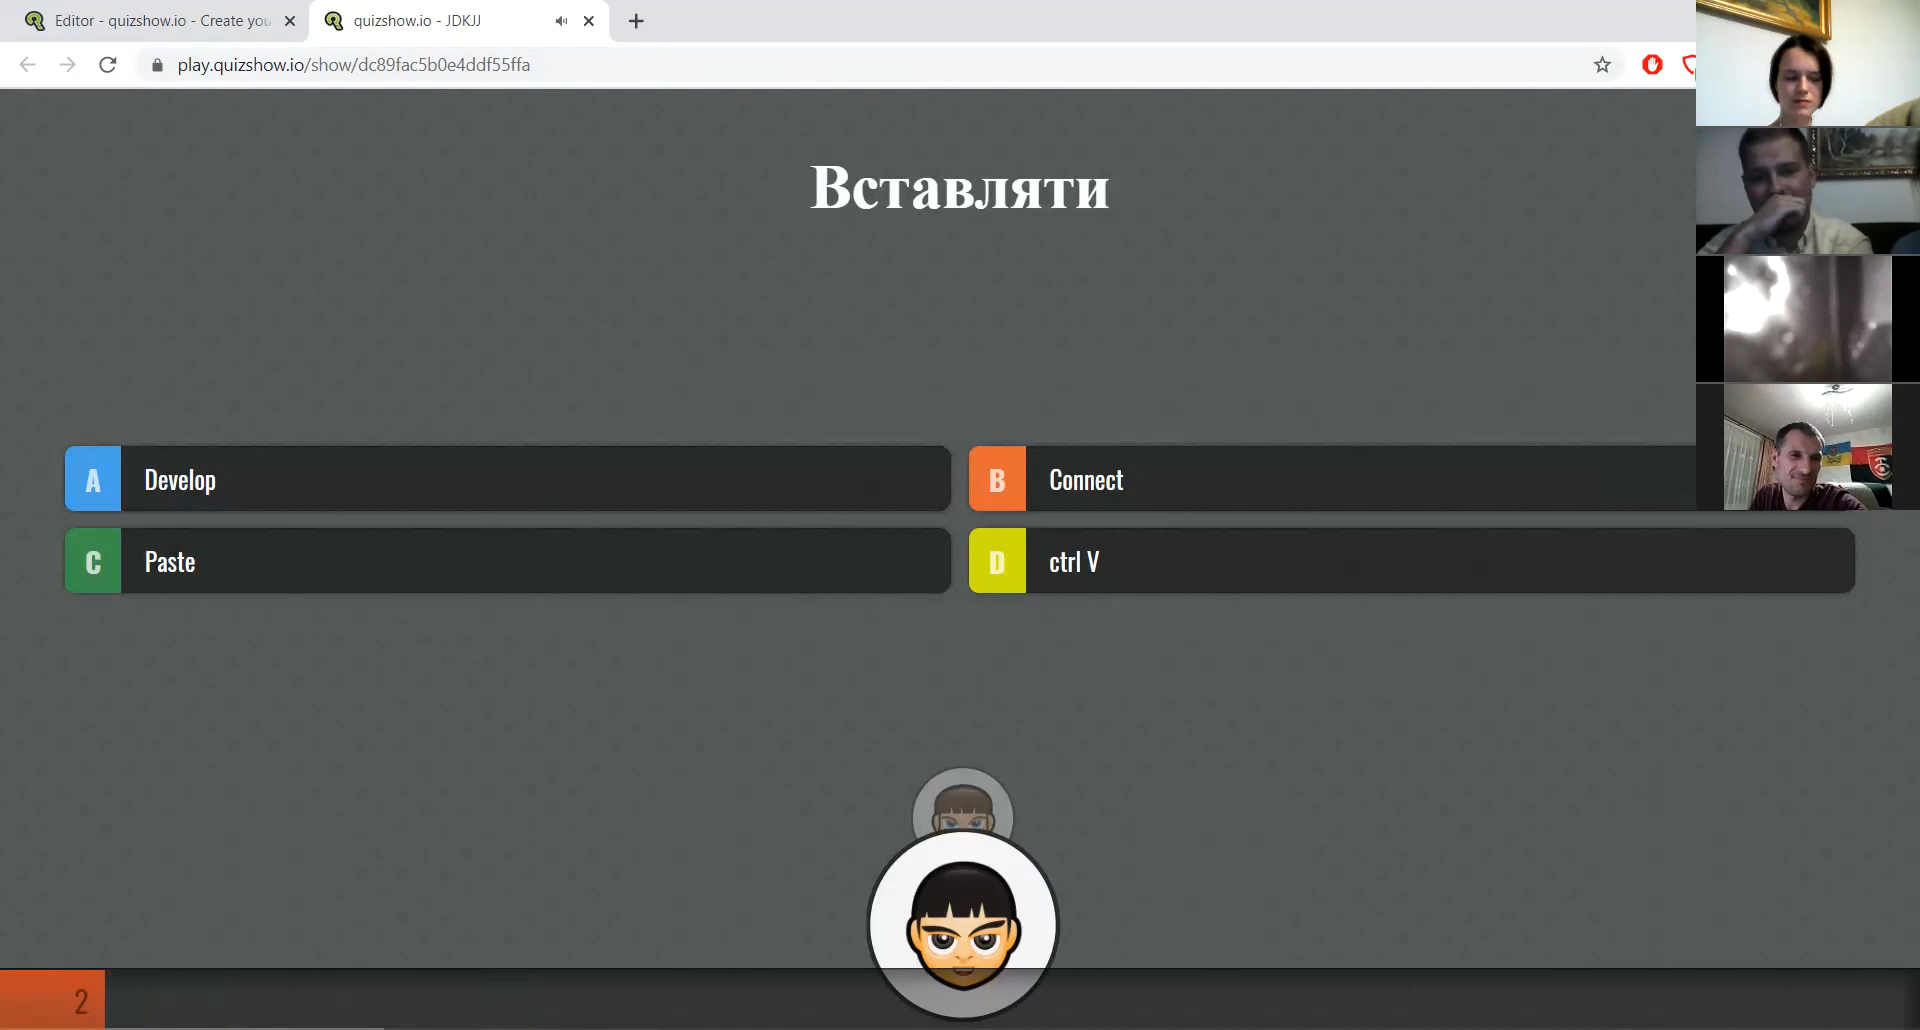 Editor - quizshow.io - Create you
quizshow.io - JDKJJ
play.quizshow.io/show/dc89fac5b0e4ddf55ffa
Вставляти
A Develop
B Connect
C Paste
D ctrl V
2